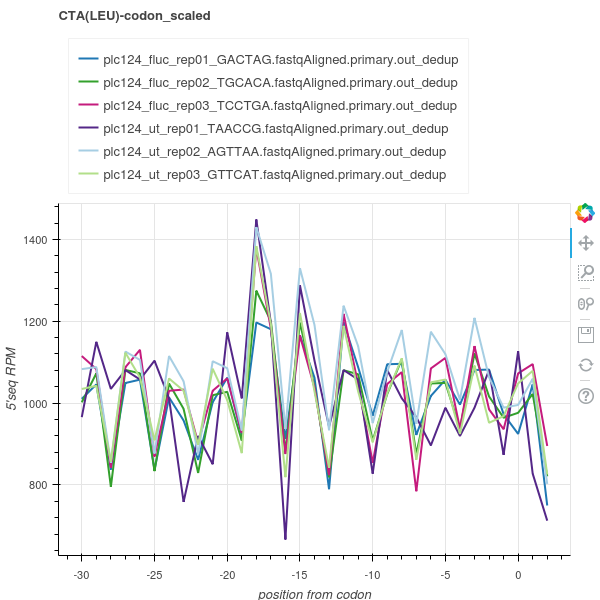 CTA(LEU)-codon_scaled
plc124_fluc_rep01_GACTAG.fastqAligned.primary.out_dedup
plc124_fluc_rep02_TGCACA.fastqAligned.primary.out_dedup
plc124_fluc_rep03_TCCTGA.fastqAligned.primary.out_dedup
plc124_ut_rep01_TAACCG.fastqAligned.primary.out_dedup
plc124_ut_rep02_AGTTAA.fastqAligned.primary.out_dedup
plc124_ut_rep03_GTTCAT.fastqAligned.primary.out_dedup
1400
1200
1000
800
5'seq RPM
-30 -25 -20 -15 -10 -5 0
position from codon